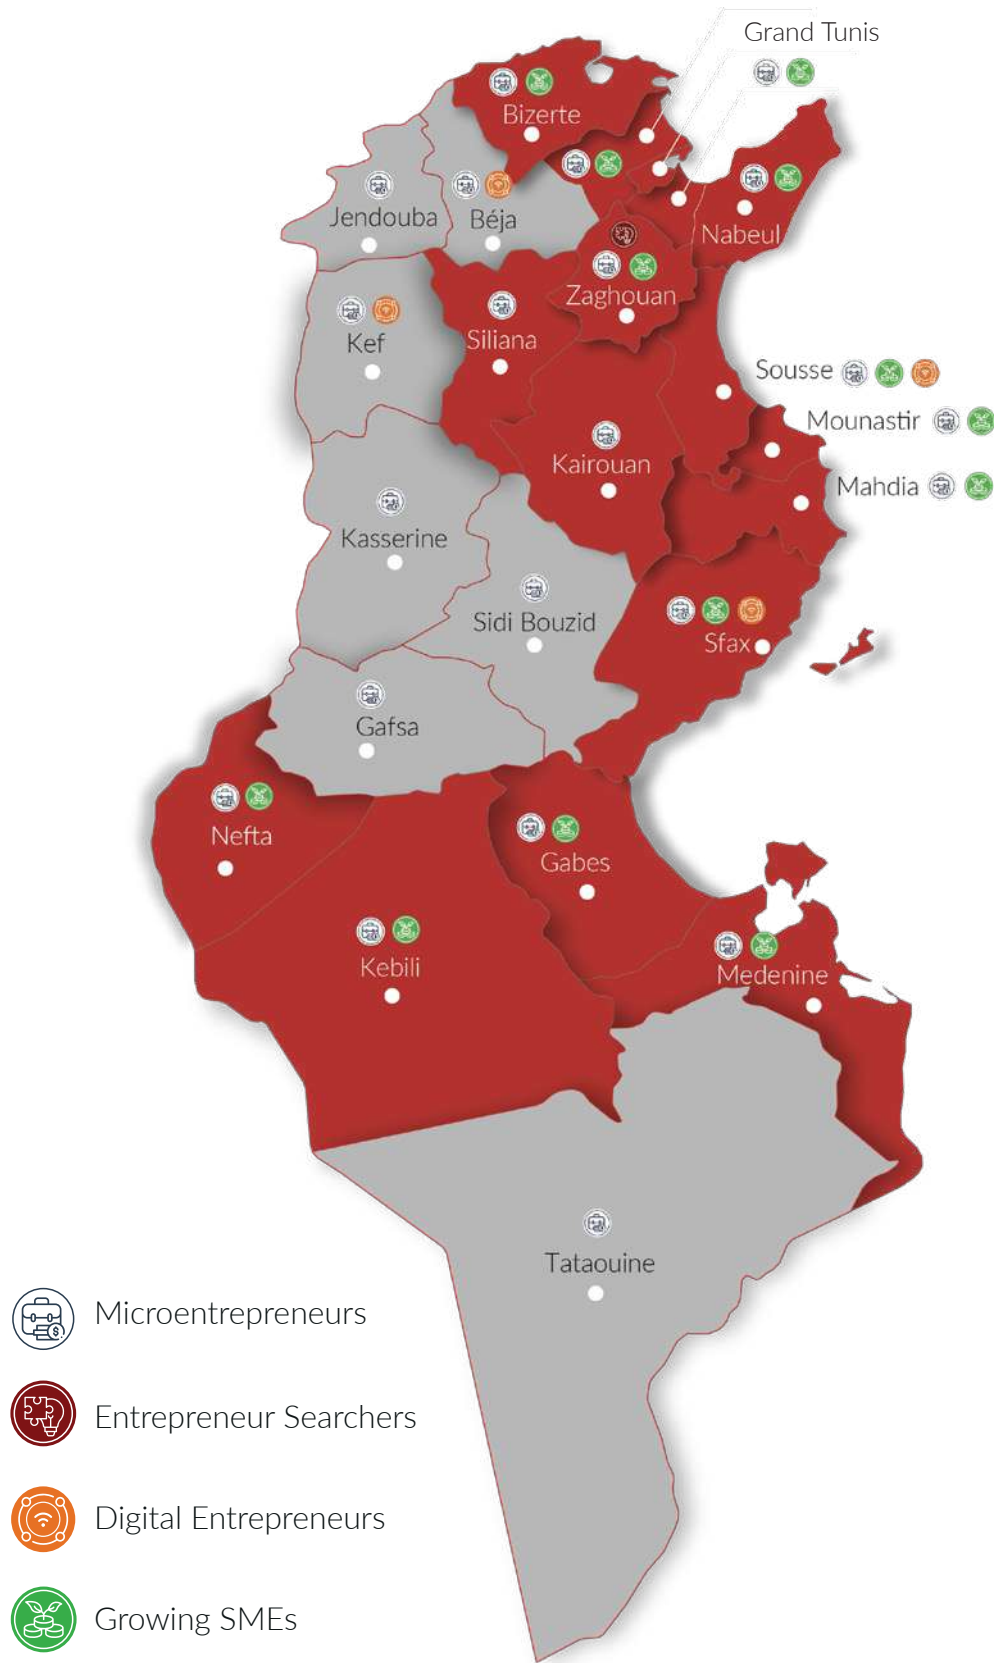 Grand Tunis
Bizerte
Jendouba
Béja
Nabeul
Zaghouan
Kef
Siliana
Sousse
Mounastir
Kairouan
Mahdia
Kasserine
Sidi Bouzid
Sfax
Gafsa
Nefta
Gabes
Kebili
Medenine
Tataouine
Microentrepreneurs
Entrepreneur Searchers
Digital Entrepreneurs
Growing SMEs